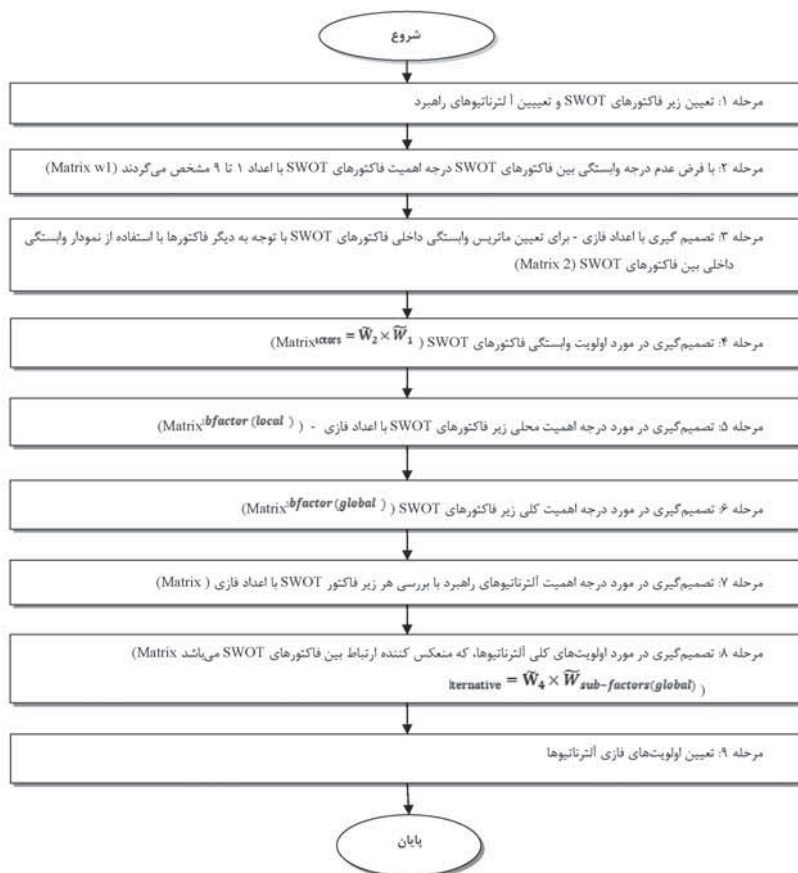 شروع
مرحله ۱: تعیین زیر فاکتورهای SWOT و تعیین آ لترناتیوهای راهبرد
مرحله ۲: با فرض عدم درجه وابستگی بین فاکتورهای SWOT درجه اهمیت فاکتورهای SWOT با اعداد ۱ تا ۹ مشخص می‌گردند (Matrix w1)
مرحله ۳: تصمیم گیری با اعداد فازی - برای تعیین ماتریس وابستگی داخلی فاکتورهای SWOT با توجه به دیگر فاکتورها با استفاده از نمودار وابستگی
داخلی بین فاکتورهای SWOT (Matrix 2)
مرحله ۴: تصمیم‌گیری در مورد اولویت وابستگی فاکتورهای SWOT ( Matrixictors = W̃₂ × W̃₁)
مرحله ۵: تصمیم‌گیری در مورد درجه اهمیت محلی زیر فاکتورهای SWOT با اعداد فازی - ( Matrix:bfactor (local ))
مرحله ۶: تصمیم‌گیری در مورد درجه اهمیت کلی زیر فاکتورهای SWOT ( Matrix:bfactor (global ))
مرحله ۷: تصمیم‌گیری در مورد درجه اهمیت آلترناتیوهای راهبرد با بررسی هر زیر فاکتور SWOT با اعداد فازی ( Matrix )
مرحله ۸: تصمیم‌گیری در مورد اولویت‌های کلی آلترناتیوها، که منعکس کننده ارتباط بین فاکتورهای SWOT می‌باشد Matrix)
( lternative = W̃₄ × W̃sub-factors(global)
مرحله ۹: تعیین اولویت‌های فازی آلترناتیوها
پایان